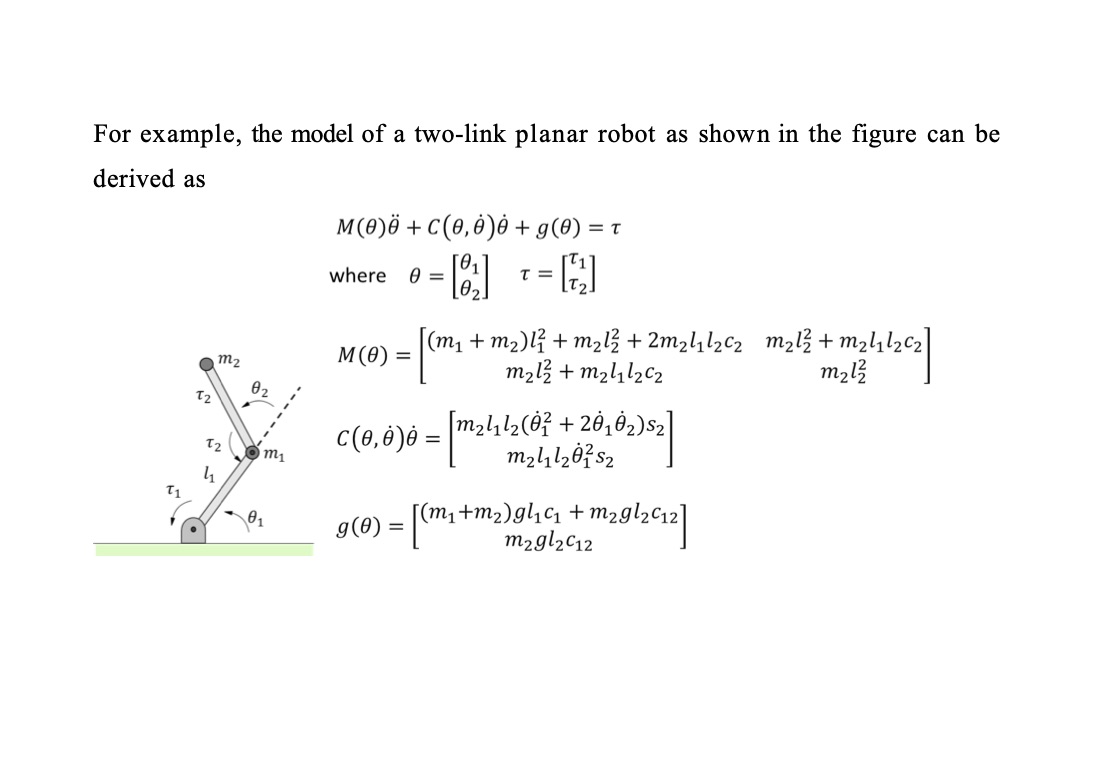 For example, the model of a two-link planar robot as shown in the figure can be
derived as
M(θ)θ̈ + C(θ, θ̇)θ̇ + g(θ) = τ
where θ = [θ₁ θ₂] τ = [τ₁ τ₂]
M(θ) = [(m₁ + m₂)l₁² + m₂l₂² + 2m₂l₁l₂c₂ m₂l₂² + m₂l₁l₂c₂
m₂l₂² + m₂l₁l₂c₂ m₂l₂²]
C(θ, θ̇)θ̇ = [m₂l₁l₂(θ̇₁² + 2θ̇₁θ̇₂)s₂
m₂l₁l₂θ̇₁²s₂]
g(θ) = [(m₁+m₂)gl₁c₁ + m₂gl₂c₁₂
m₂gl₂c₁₂]
m₂
θ₂
τ₂
τ₂
m₁
l₁
τ₁
θ₁